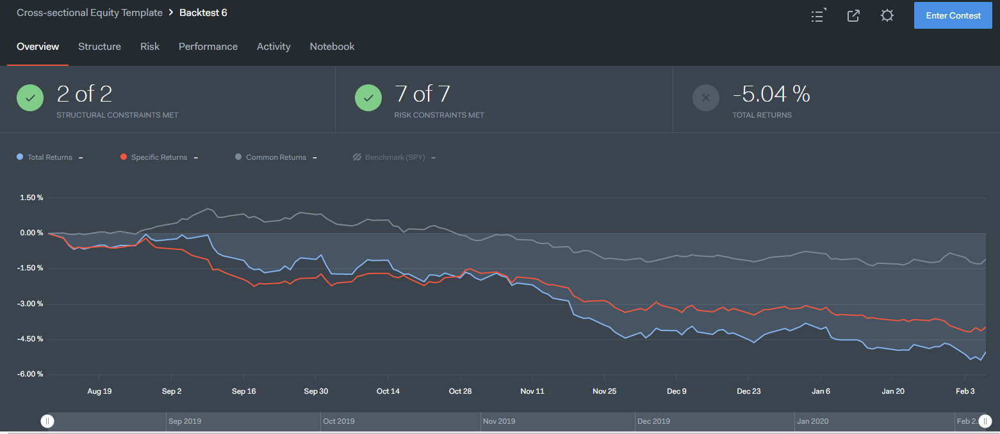 Cross-sectional Equity Template > Backtest 6
Enter Contest
Overview Structure Risk Performance Activity Notebook
2 of 2
STRUCTURAL CONSTRAINTS MET
7 of 7
RISK CONSTRAINTS MET
-5.04 %
TOTAL RETURNS
Total Returns – Specific Returns – Common Returns – Benchmark (SPY) –
1.50 %
0.00 %
-1.50 %
-3.00 %
-4.50 %
-6.00 %
Aug 19 Sep 2 Sep 16 Sep 30 Oct 14 Oct 28 Nov 11 Nov 25 Dec 9 Dec 23 Jan 6 Jan 20 Feb 3
Sep 2019 Oct 2019 Nov 2019 Dec 2019 Jan 2020 Feb 2...